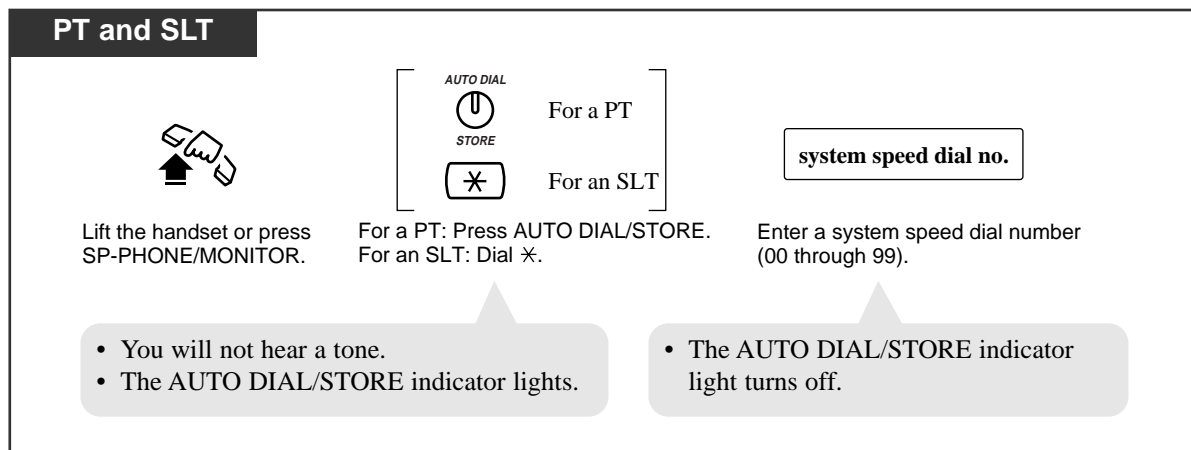 PT and SLT
AUTO DIAL
For a PT
STORE
For an SLT
system speed dial no.
Lift the handset or press
SP-PHONE/MONITOR.
For a PT: Press AUTO DIAL/STORE.
For an SLT: Dial ✳.
Enter a system speed dial number
(00 through 99).
• You will not hear a tone.
• The AUTO DIAL/STORE indicator lights.
• The AUTO DIAL/STORE indicator
light turns off.